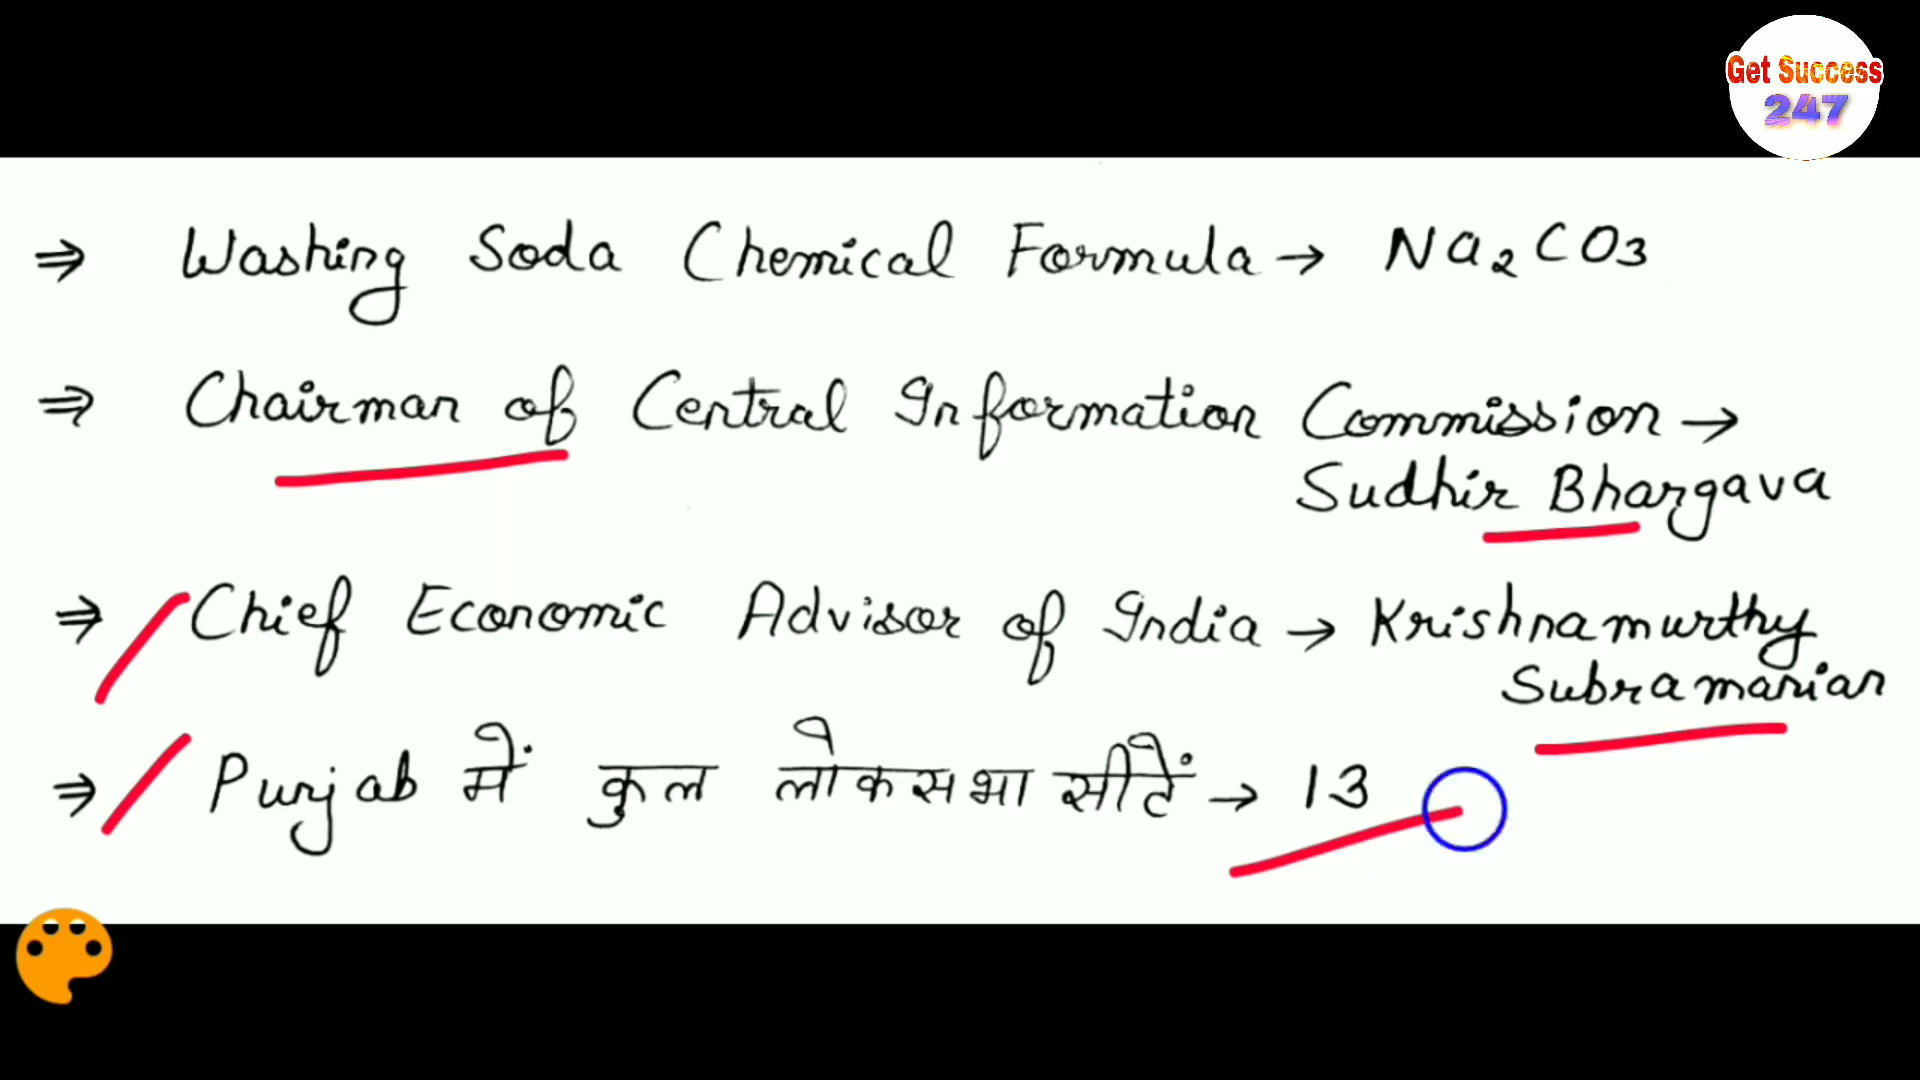 Get Success
247
⇒ Washing Soda Chemical Formula → Na2CO3
⇒ Chairman of Central Information Commission →
Sudhir Bhargava
⇒ Chief Economic Advisor of India → Krishnamurthy
Subramanian
⇒ Punjab में कुल लोकसभा सीटें → 13